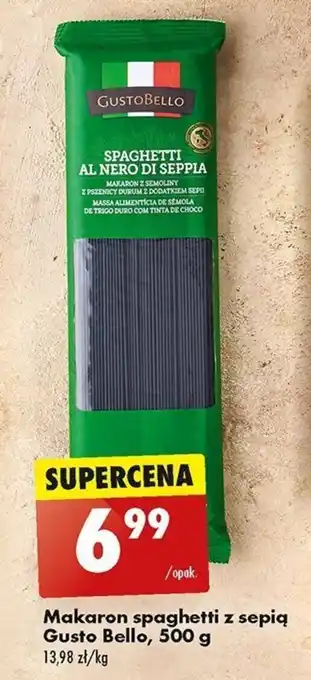 GUSTOBELLO
SPAGHETTI
AL NERO DI SEPPIA
MAKARON Z SEMOLINY
Z PSZENICY DURUM Z DODATKIEM SEPII
MASSA ALIMENTÍCIA DE SÊMOLA
DE TRIGO DURO COM TINTA DE CHOCO
SUPERCENA
6 99
/opak.
Makaron spaghetti z sepią
Gusto Bello, 500 g
13,98 zł/kg